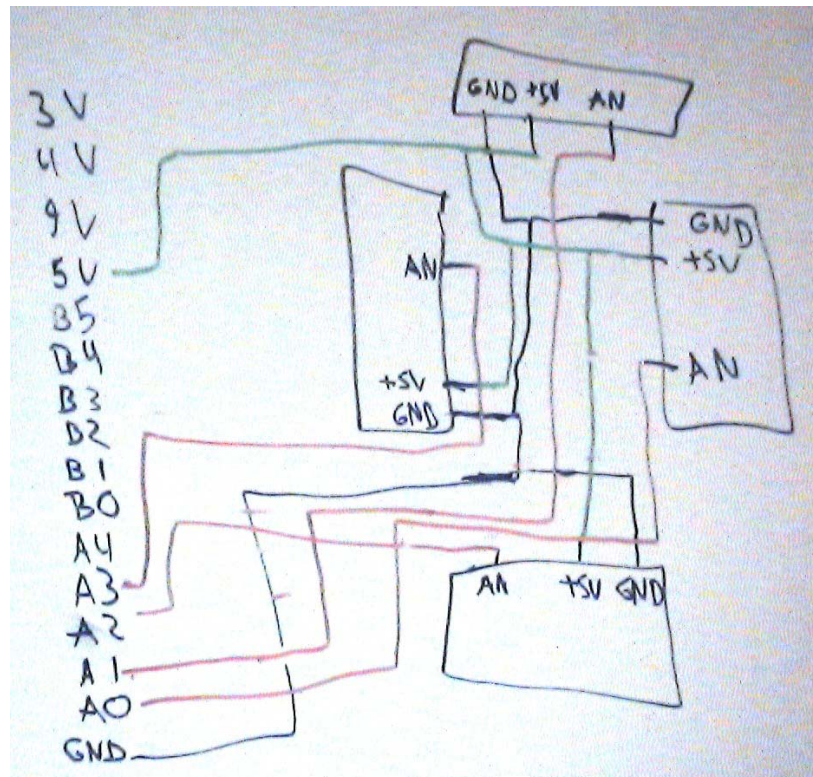 3V
4V
9V
5V
B5
B4
B3
B2
B1
B0
A4
A3
A2
A1
A0
GND
GND +5V AN
AN
+5V
GND
GND
+5V
AN
AN +5V GND